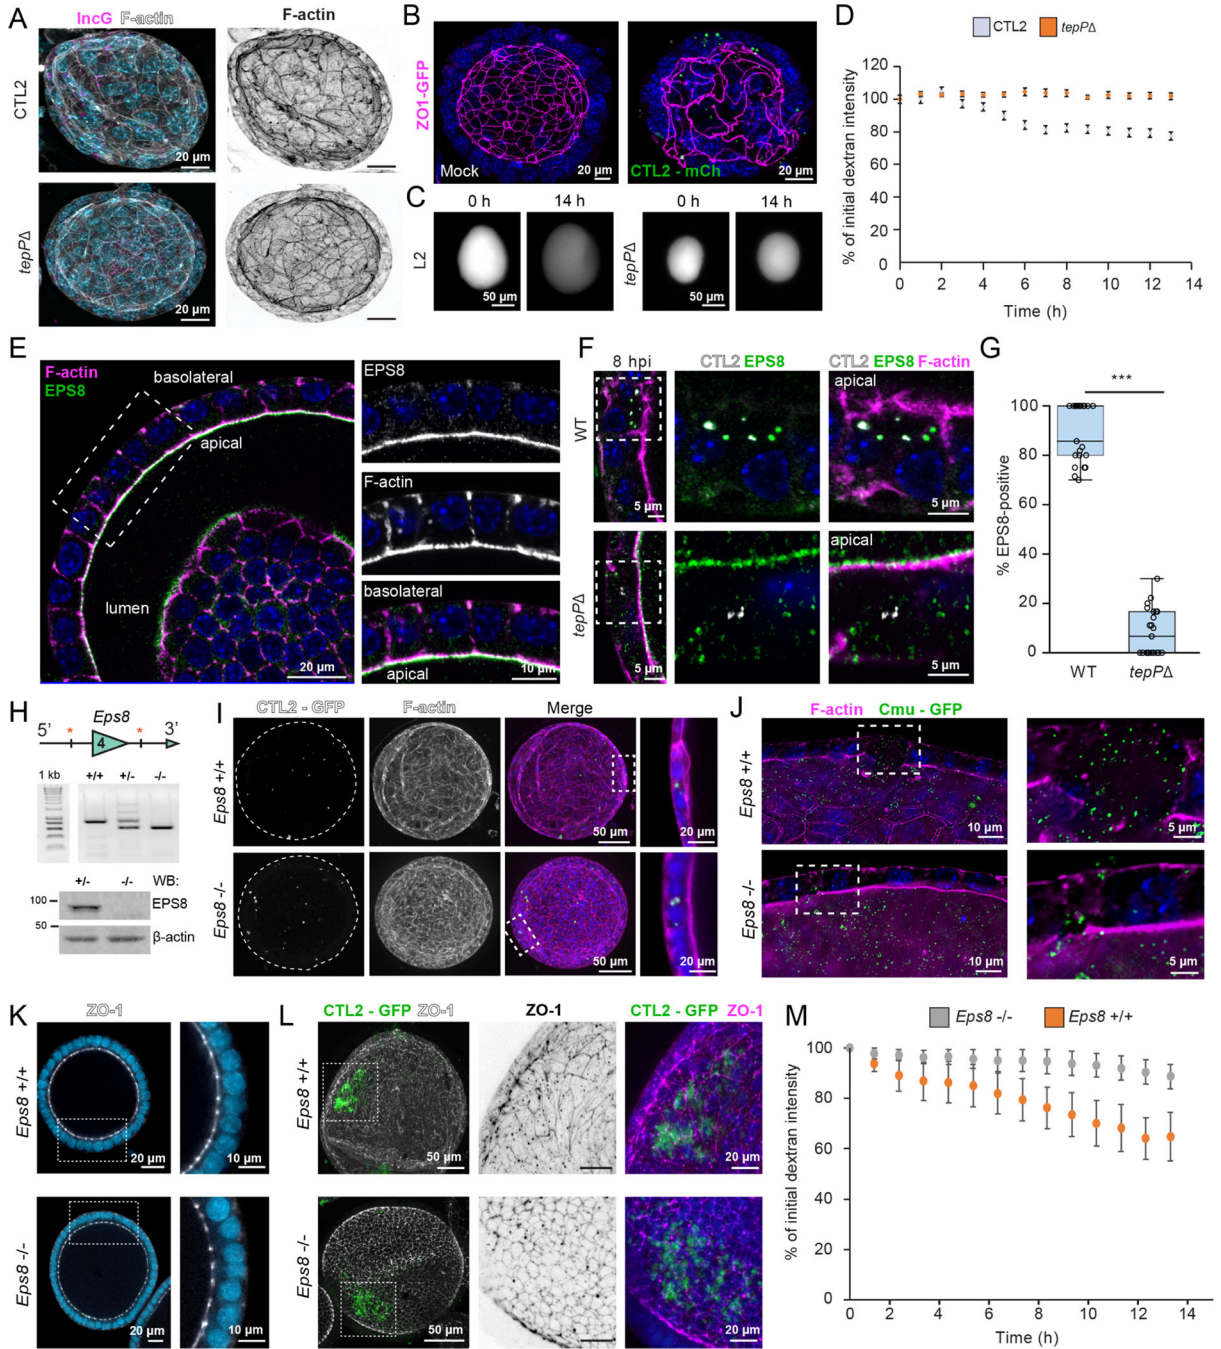 A
IncG F-actin
F-actin
CTL2
20 µm
tepPΔ
20 µm
B
ZO1-GFP
Mock
20 µm
CTL2 - mCh
20 µm
C
0 h
14 h
0 h
14 h
L2
50 µm
tepPΔ
50 µm
D
CTL2
tepPΔ
% of initial dextran intensity
120
100
80
60
40
20
0
0
2
4
6
8
10
12
14
Time (h)
E
F-actin
EPS8
basolateral
apical
lumen
20 µm
EPS8
F-actin
basolateral
apical
10 µm
F
8 hpi
CTL2 EPS8
CTL2 EPS8 F-actin
WT
5 µm
apical
5 µm
tepPΔ
5 µm
apical
5 µm
G
***
% EPS8-positive
100
80
60
40
20
0
WT
tepPΔ
H
Eps8
5’
*
4
*
3’
1 kb
+/+
+/-
-/-
+/-
-/-
WB:
100
EPS8
50
β-actin
I
CTL2 - GFP
F-actin
Merge
Eps8 +/+
50 µm
20 µm
Eps8 -/-
50 µm
20 µm
J
F-actin Cmu - GFP
Eps8 +/+
10 µm
5 µm
Eps8 -/-
10 µm
5 µm
K
ZO-1
Eps8 +/+
20 µm
10 µm
Eps8 -/-
20 µm
10 µm
L
CTL2 - GFP ZO-1
ZO-1
CTL2 - GFP ZO-1
Eps8 +/+
50 µm
20 µm
Eps8 -/-
50 µm
20 µm
M
Eps8 -/-
Eps8 +/+
% of initial dextran intensity
100
80
60
40
20
0
0
2
4
6
8
10
12
14
Time (h)